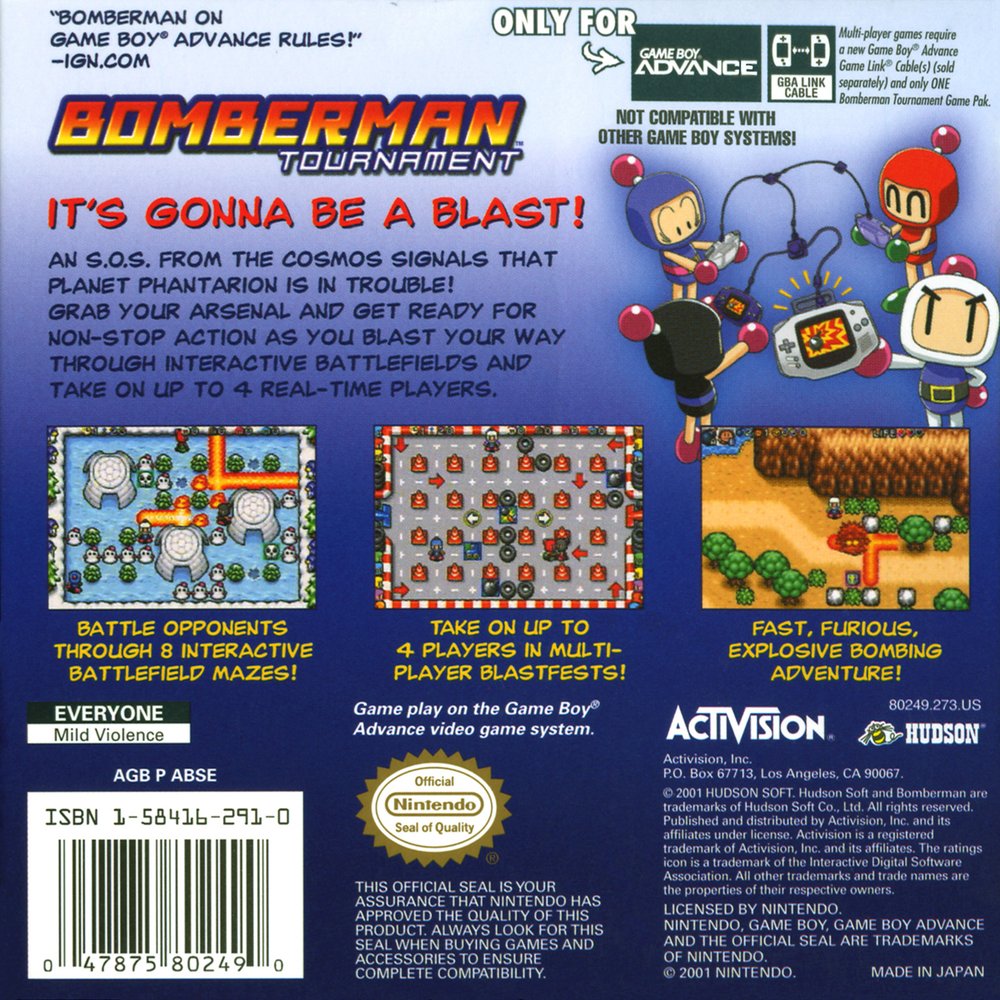 "BOMBERMAN ON
GAME BOY® ADVANCE RULES!"
–IGN.COM
ONLY FOR
GAME BOY
ADVANCE
GBA LINK
CABLE
Multi-player games require
a new Game Boy® Advance
Game Link® Cable(s) (sold
separately) and only ONE
Bomberman Tournament Game Pak.
NOT COMPATIBLE WITH
OTHER GAME BOY SYSTEMS!
BOMBERMAN
TOURNAMENT™
IT'S GONNA BE A BLAST!
AN S.O.S. FROM THE COSMOS SIGNALS THAT
PLANET PHANTARION IS IN TROUBLE!
GRAB YOUR ARSENAL AND GET READY FOR
NON-STOP ACTION AS YOU BLAST YOUR WAY
THROUGH INTERACTIVE BATTLEFIELDS AND
TAKE ON UP TO 4 REAL-TIME PLAYERS.
LIFE
BATTLE OPPONENTS
THROUGH 8 INTERACTIVE
BATTLEFIELD MAZES!
TAKE ON UP TO
4 PLAYERS IN MULTI-
PLAYER BLASTFESTS!
FAST, FURIOUS,
EXPLOSIVE BOMBING
ADVENTURE!
EVERYONE
Mild Violence
AGB P ABSE
ISBN 1-58416-291-0
0 47875 80249 0
Game play on the Game Boy®
Advance video game system.
Official
Nintendo
Seal of Quality
®
THIS OFFICIAL SEAL IS YOUR
ASSURANCE THAT NINTENDO HAS
APPROVED THE QUALITY OF THIS
PRODUCT. ALWAYS LOOK FOR THIS
SEAL WHEN BUYING GAMES AND
ACCESSORIES TO ENSURE
COMPLETE COMPATIBILITY.
80249.273.US
ACTIVISION®
HUDSON®
Activision, Inc.
P.O. Box 67713, Los Angeles, CA 90067.
© 2001 HUDSON SOFT. Hudson Soft and Bomberman are
trademarks of Hudson Soft Co., Ltd. All rights reserved.
Published and distributed by Activision, Inc. and its
affiliates under license. Activision is a registered
trademark of Activision, Inc. and its affiliates. The ratings
icon is a trademark of the Interactive Digital Software
Association. All other trademarks and trade names are
the properties of their respective owners.
LICENSED BY NINTENDO.
NINTENDO, GAME BOY, GAME BOY ADVANCE
AND THE OFFICIAL SEAL ARE TRADEMARKS
OF NINTENDO.
© 2001 NINTENDO.
MADE IN JAPAN